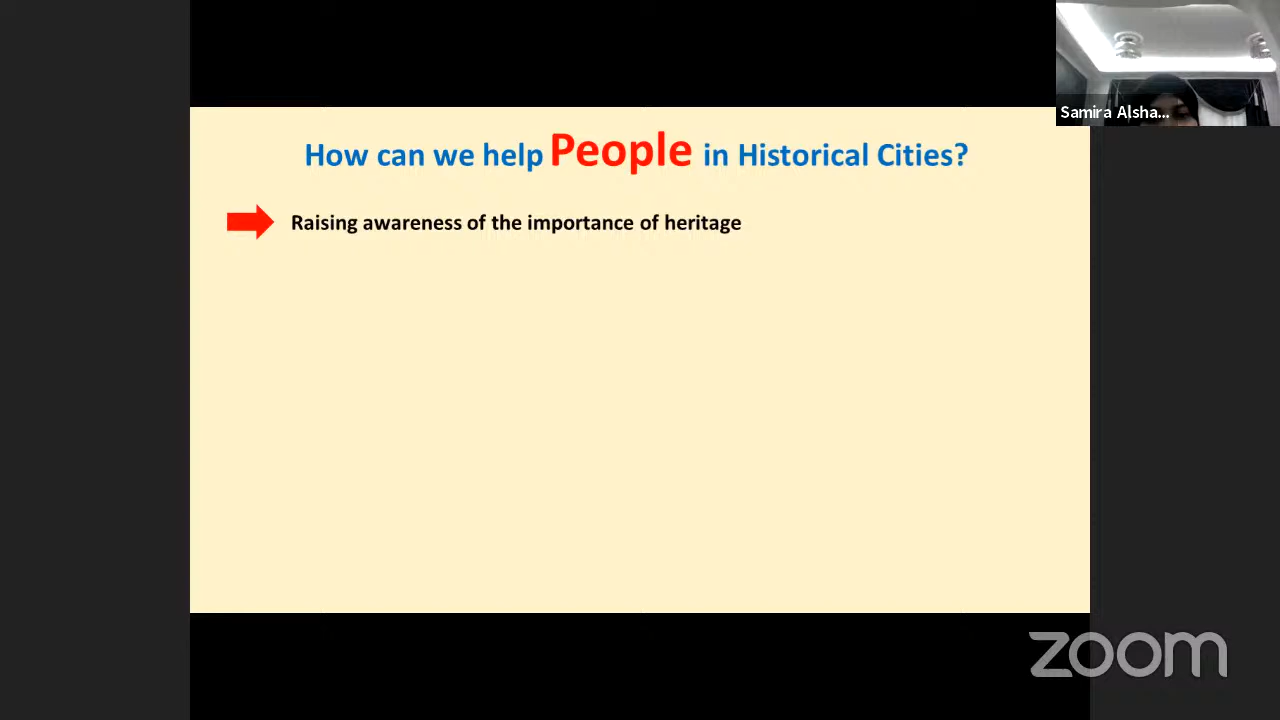 Samira Alsha...
How can we help People in Historical Cities?
Raising awareness of the importance of heritage
zoom